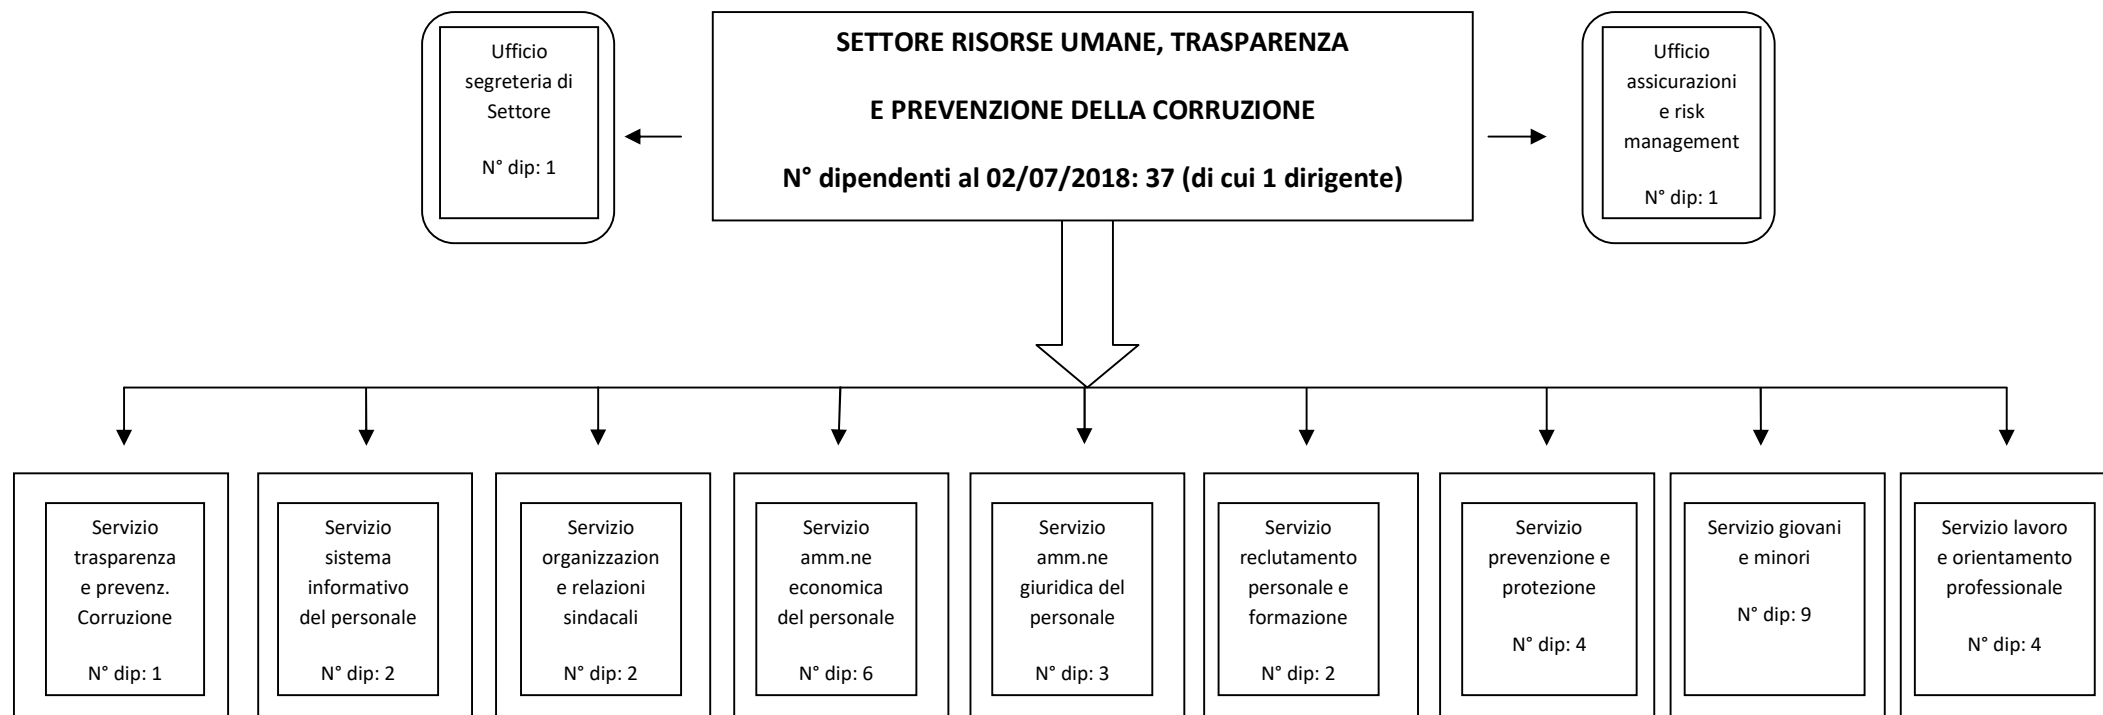 Ufficio
segreteria di
Settore
N° dip: 1
SETTORE RISORSE UMANE, TRASPARENZA
E PREVENZIONE DELLA CORRUZIONE
N° dipendenti al 02/07/2018: 37 (di cui 1 dirigente)
Ufficio
assicurazioni
e risk
management
N° dip: 1
Servizio
trasparenza
e prevenz.
Corruzione
N° dip: 1
Servizio
sistema
informativo
del personale
N° dip: 2
Servizio
organizzazion
e relazioni
sindacali
N° dip: 2
Servizio
amm.ne
economica
del personale
N° dip: 6
Servizio
amm.ne
giuridica del
personale
N° dip: 3
Servizio
reclutamento
personale e
formazione
N° dip: 2
Servizio
prevenzione e
protezione
N° dip: 4
Servizio giovani
e minori
N° dip: 9
Servizio lavoro
e orientamento
professionale
N° dip: 4